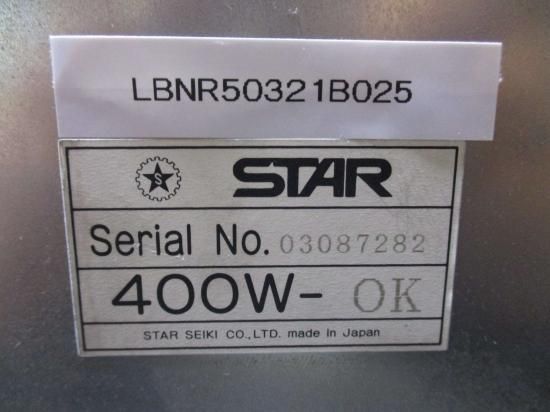 LBNR50321B025
S STAR
Serial No. 03087282
400W- OK
STAR SEIKI CO.,LTD. made in Japan